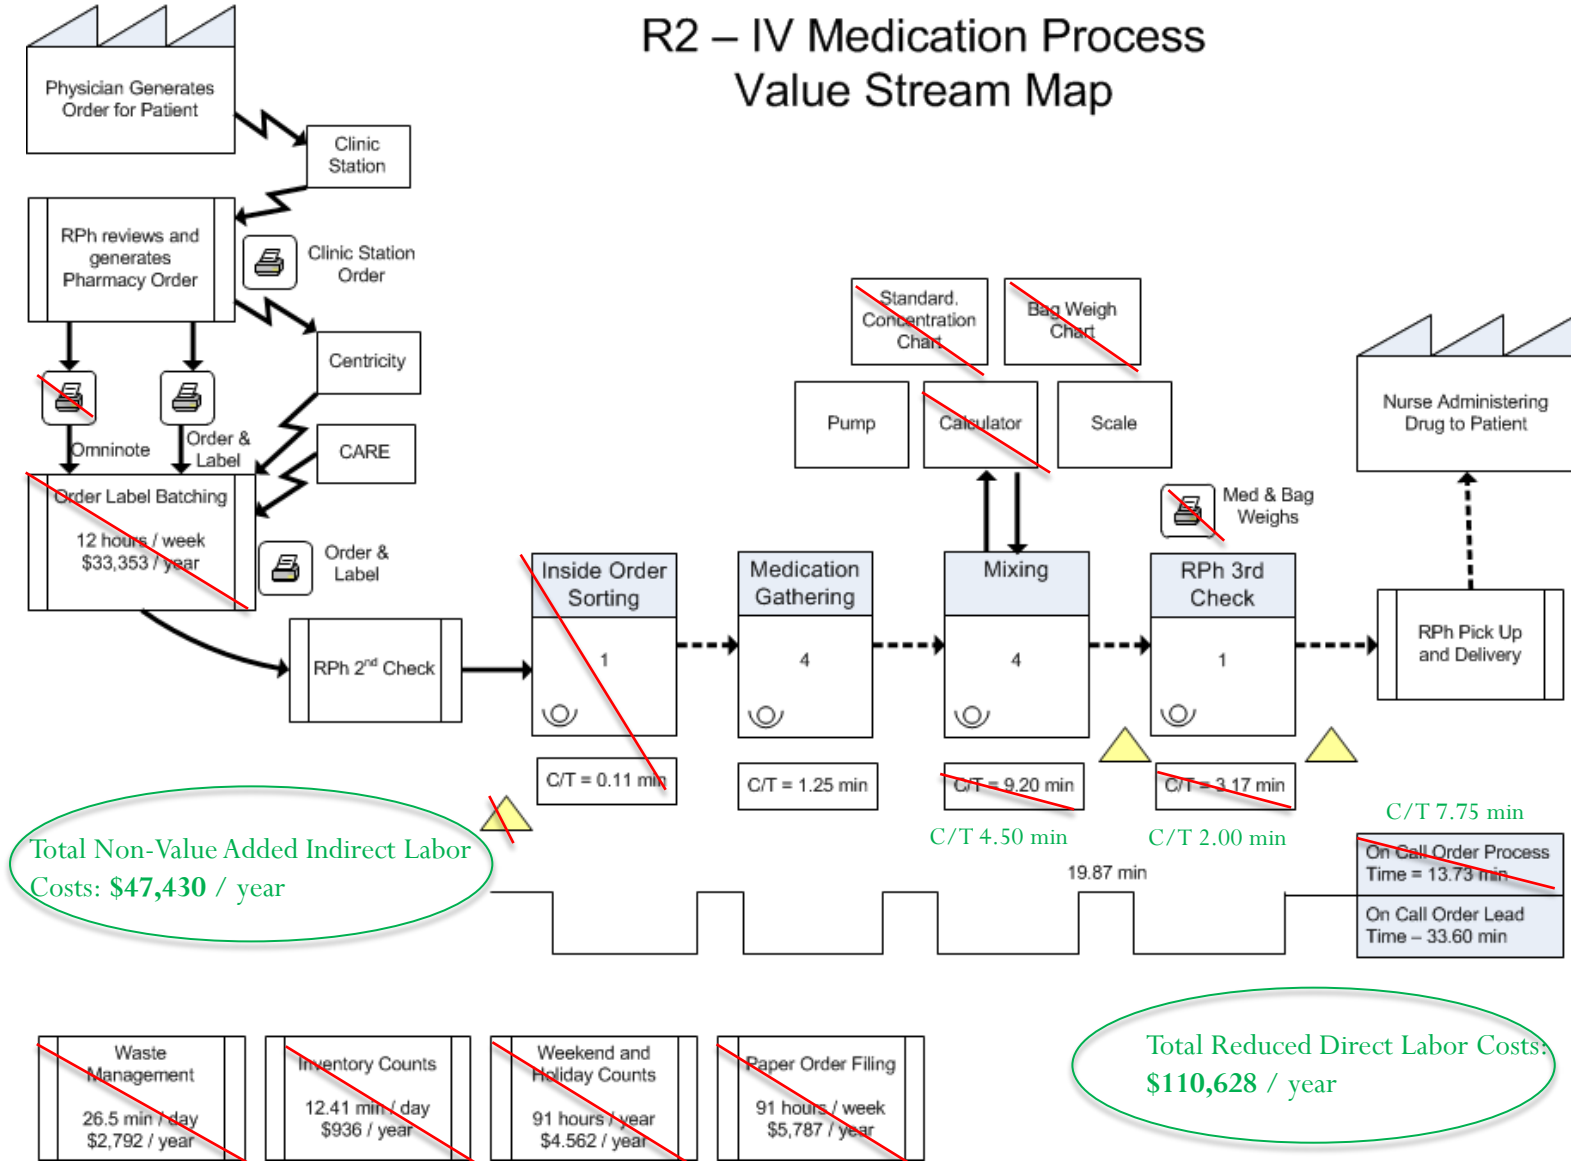 R2 – IV Medication Process
Value Stream Map
Physician Generates
Order for Patient
Clinic
Station
RPh reviews and
generates
Pharmacy Order
Clinic Station
Order
Centricity
Omninote
Order &
Label
CARE
Order Label Batching
12 hours / week
$33,353 / year
Order &
Label
RPh 2nd Check
Standard.
Concentration
Chart
Bag Weigh
Chart
Pump
Calculator
Scale
Med & Bag
Weighs
Nurse Administering
Drug to Patient
Inside Order
Sorting
1
C/T = 0.11 min
Medication
Gathering
4
C/T = 1.25 min
Mixing
4
C/T = 9.20 min
C/T 4.50 min
RPh 3rd
Check
1
C/T = 3.17 min
C/T 2.00 min
RPh Pick Up
and Delivery
C/T 7.75 min
On Call Order Process
Time = 13.73 min
On Call Order Lead
Time – 33.60 min
19.87 min
Total Non-Value Added Indirect Labor
Costs: $47,430 / year
Waste
Management
26.5 min / day
$2,792 / year
Inventory Counts
12.41 min / day
$936 / year
Weekend and
Holiday Counts
91 hours / year
$4.562 / year
Paper Order Filing
91 hours / week
$5,787 / year
Total Reduced Direct Labor Costs:
$110,628 / year